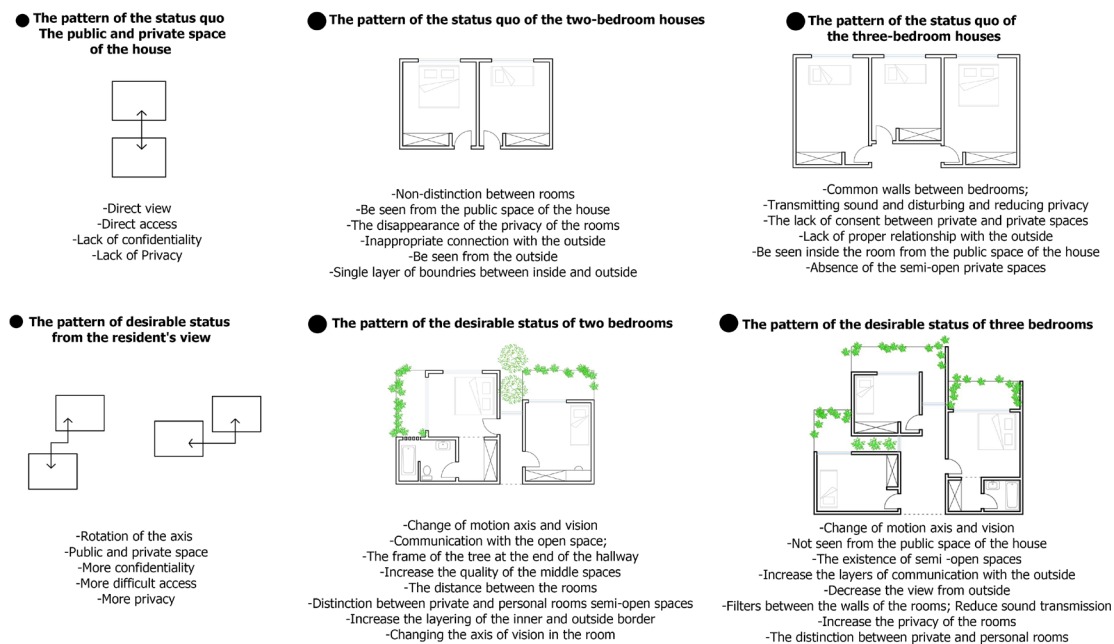 The pattern of the status quo
The public and private space
of the house
-Direct view
-Direct access
-Lack of confidentiality
-Lack of Privacy
The pattern of the status quo of the two-bedroom houses
-Non-distinction between rooms
-Be seen from the public space of the house
-The disappearance of the privacy of the rooms
-Inappropriate connection with the outside
-Be seen from the outside
-Single layer of boundries between inside and outside
The pattern of the status quo of
the three-bedroom houses
-Common walls between bedrooms;
-Transmitting sound and disturbing and reducing privacy
-The lack of consent between private and private spaces
-Lack of proper relationship with the outside
-Be seen inside the room from the public space of the house
-Absence of the semi-open private spaces
The pattern of desirable status
from the resident's view
-Rotation of the axis
-Public and private space
-More confidentiality
-More difficult access
-More privacy
The pattern of the desirable status of two bedrooms
-Change of motion axis and vision
-Communication with the open space;
-The frame of the tree at the end of the hallway
-Increase the quality of the middle spaces
-The distance between the rooms
-Distinction between private and personal rooms semi-open spaces
-Increase the layering of the inner and outside border
-Changing the axis of vision in the room
The pattern of the desirable status of three bedrooms
-Change of motion axis and vision
-Not seen from the public space of the house
-The existence of semi -open spaces
-Increase the layers of communication with the outside
-Decrease the view from outside
-Filters between the walls of the rooms; Reduce sound transmission
-Increase the privacy of the rooms
-The distinction between private and personal rooms